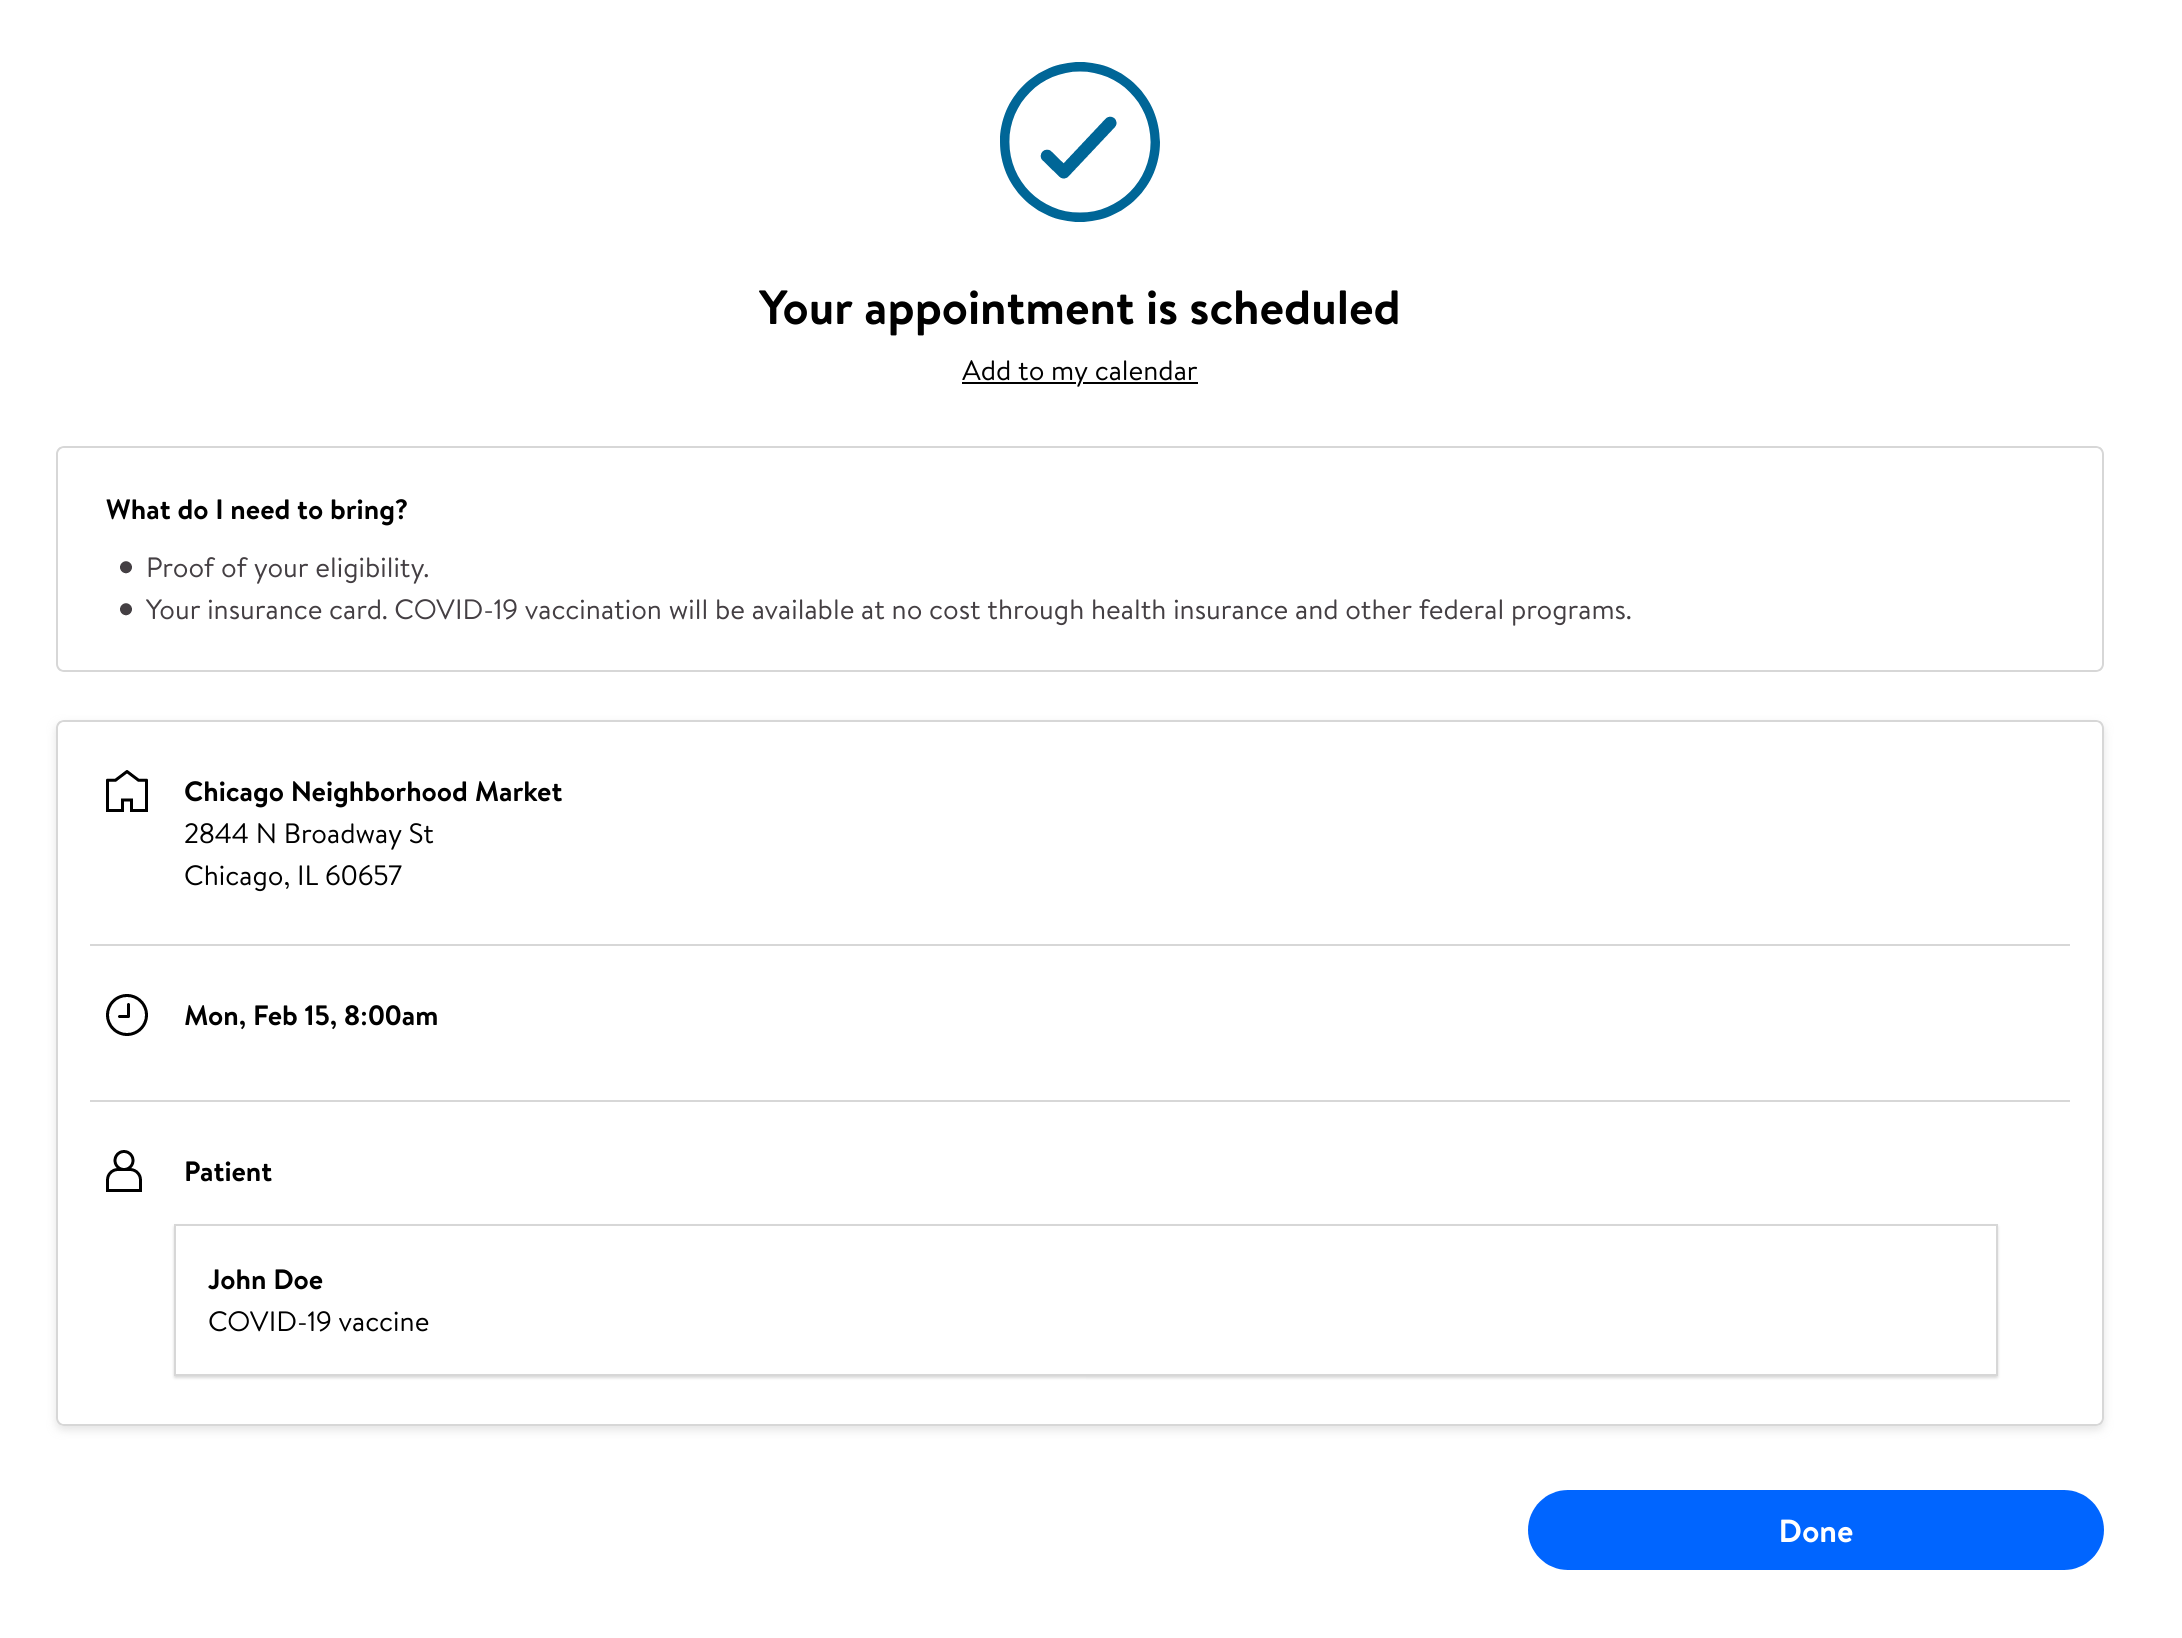 Your appointment is scheduled
Add to my calendar
What do I need to bring?
Proof of your eligibility.
Your insurance card. COVID-19 vaccination will be available at no cost through health insurance and other federal programs.
Chicago Neighborhood Market
2844 N Broadway St
Chicago, IL 60657
Mon, Feb 15, 8:00am
Patient
John Doe
COVID-19 vaccine
Done